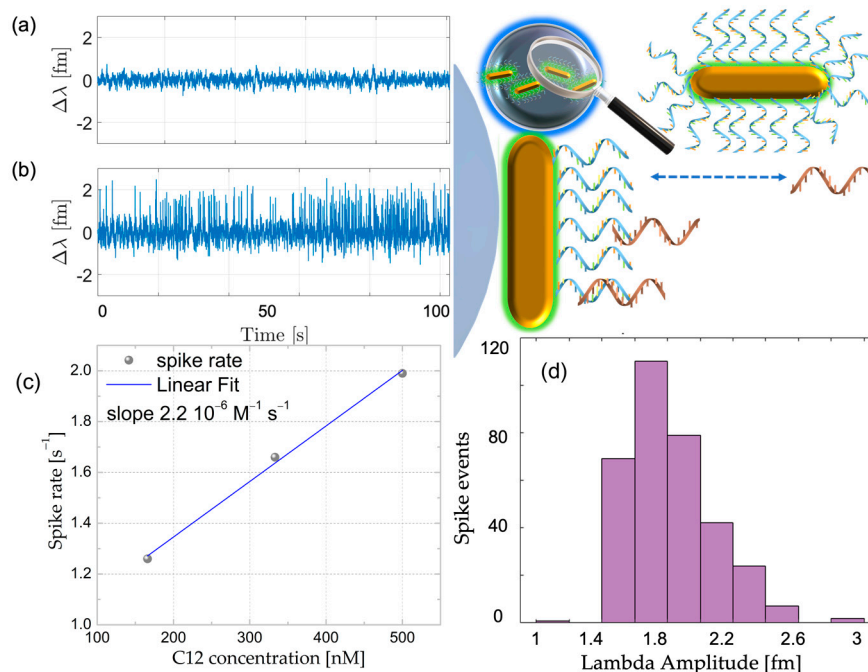 (a)
2
0
-2
Δλ [fm]
(b)
2
0
-2
Δλ [fm]
0 50 100
Time [s]
(c)
spike rate
Linear Fit
slope 2.2 10⁻⁶ M⁻¹ s⁻¹
2.0
1.8
1.6
1.4
1.2
1.0
Spike rate [s⁻¹]
100 200 300 400 500
C12 concentration [nM]
(d)
120
80
40
0
Spike events
1 1.4 1.8 2.2 2.6 3
Lambda Amplitude [fm]